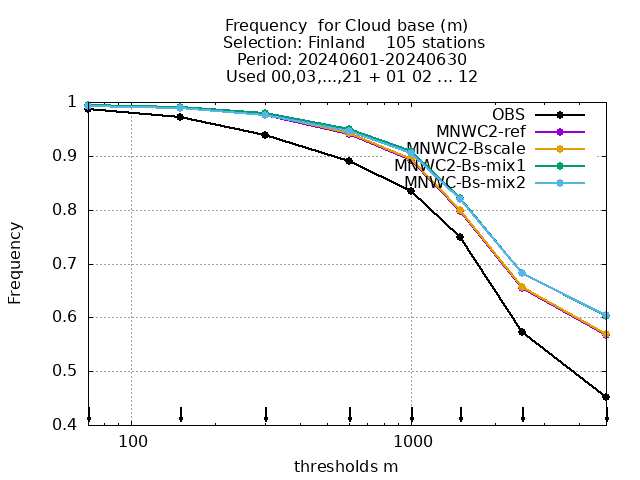 Frequency  for Cloud base (m)
Selection: Finland    105 stations
Period: 20240601-20240630
Used 00,03,...,21 + 01 02 ... 12
1
0.9
0.8
0.7
0.6
0.5
0.4
Frequency
OBS
MNWC2-ref
MNWC2-Bscale
MNWC2-Bs-mix1
MNWC-Bs-mix2
100
1000
thresholds m